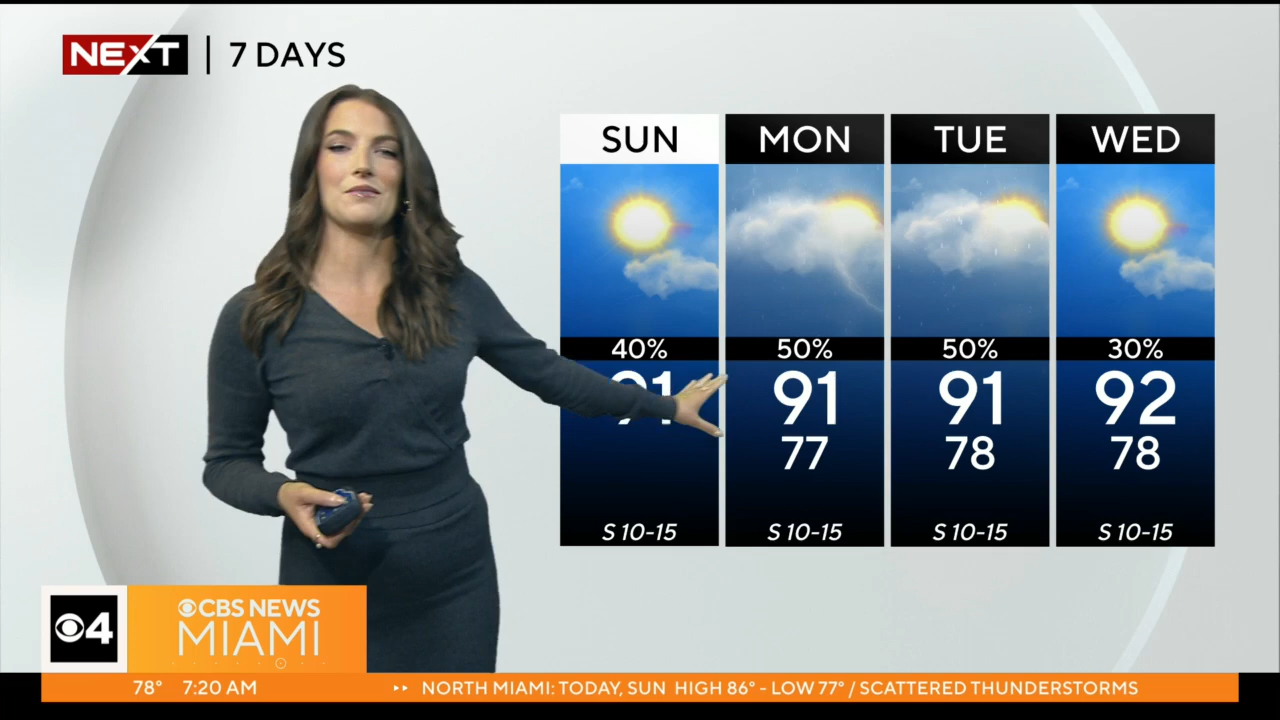 NEXT | 7 DAYS
SUN MON TUE WED
40% 50% 50% 30%
91 91 91 92
77 78 78
S 10-15 S 10-15 S 10-15 S 10-15
4
CBS NEWS
MIAMI
78° 7:20 AM NORTH MIAMI: TODAY, SUN HIGH 86° - LOW 77° / SCATTERED THUNDERSTORMS